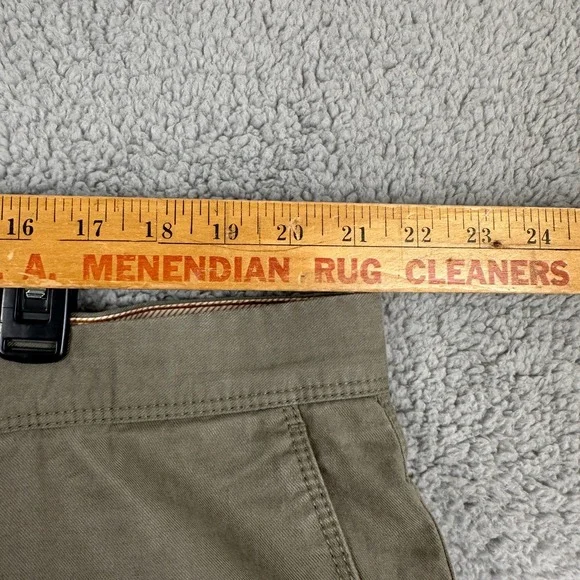 16 17 18 19 20 21 22 23 24
. A. MENENDIAN RUG CLEANERS